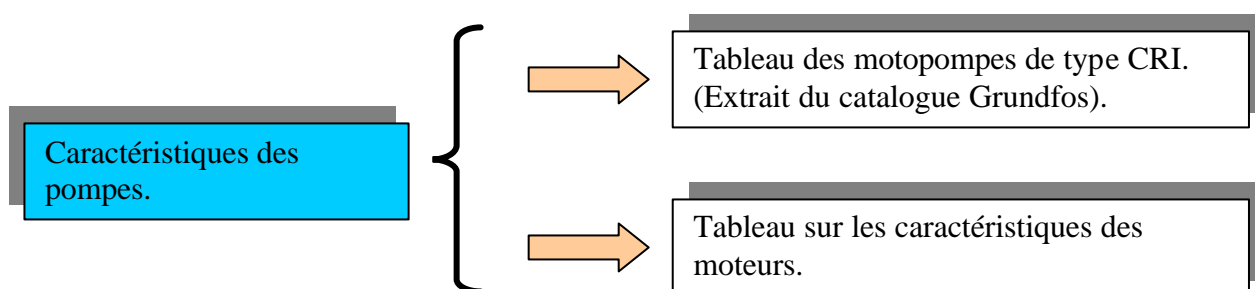 Caractéristiques des
pompes.
Tableau des motopompes de type CRI.
(Extrait du catalogue Grundfos).
Tableau sur les caractéristiques des
moteurs.